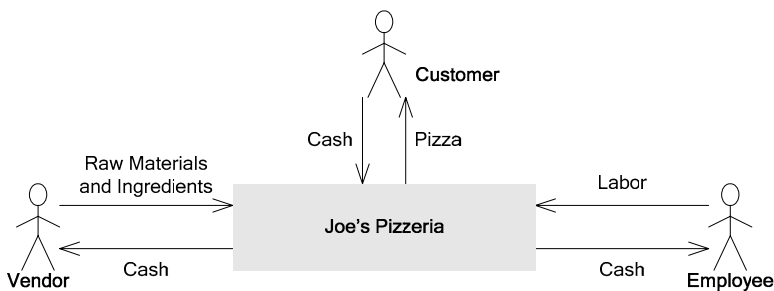 Customer
Cash
Pizza
Raw Materials
and Ingredients
Labor
Joe's Pizzeria
Cash
Cash
Vendor
Employee